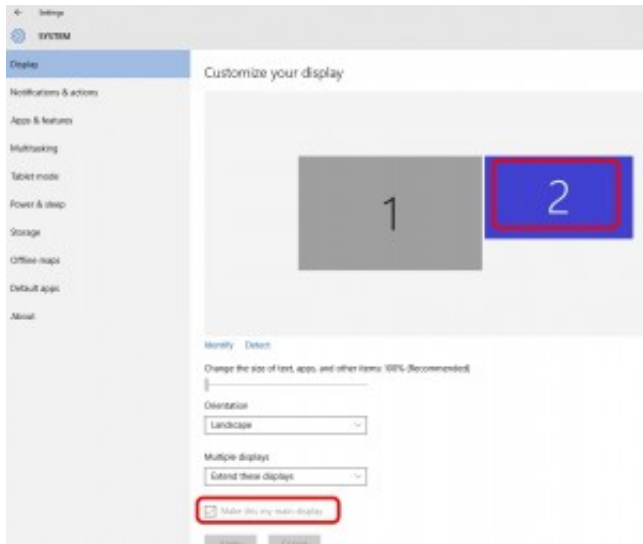 Settings
SYSTEM
Display
Notifications & actions
Apps & features
Multitasking
Tablet mode
Power & sleep
Storage
Offline maps
Default apps
About
Customize your display
1
2
Identify Detect
Change the size of text, apps, and other items: 100% (Recommended)
Orientation
Landscape
Multiple displays
Extend these displays
Make this my main display